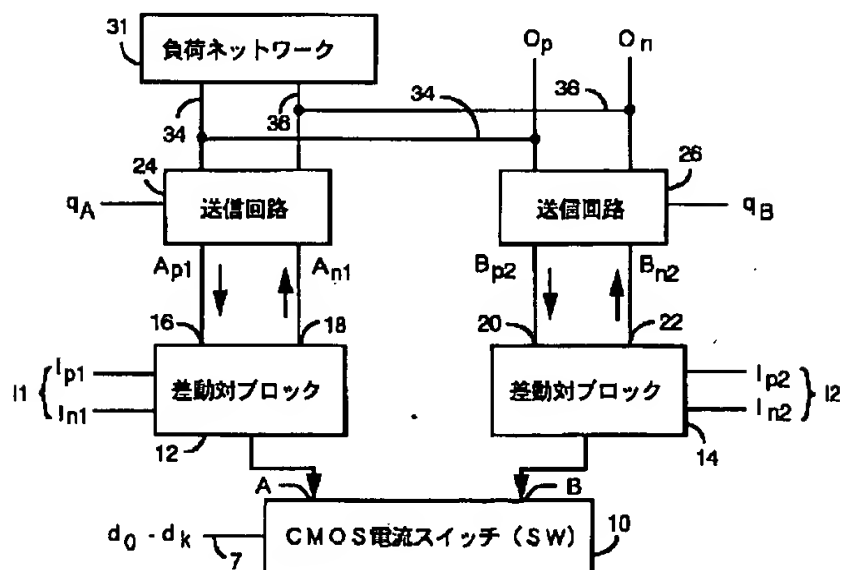 31
負荷ネットワーク
Op
On
34
36
34
36
24
送信回路
qA
26
送個回路
qB
Ap1
An1
Bp2
Bn2
16
18
20
22
I1
Ip1
In1
差動対ブロック
12
差動対ブロック
14
Ip2
In2
I2
A
B
d0 - dk
7
CMOS電流スイッチ(SW)
10